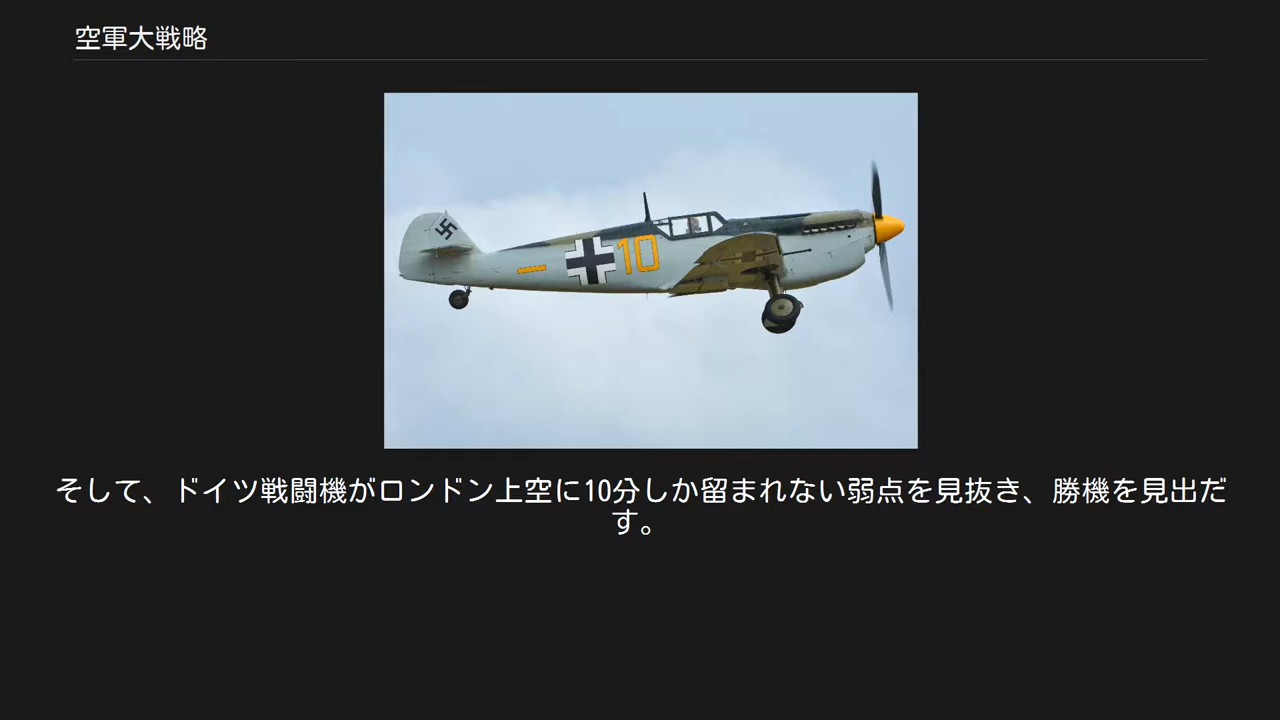 空軍大戦略
10
そして、ドイツ戦闘機がロンドン上空に10分しか留まれない弱点を見抜き、勝機を見出だ
す。